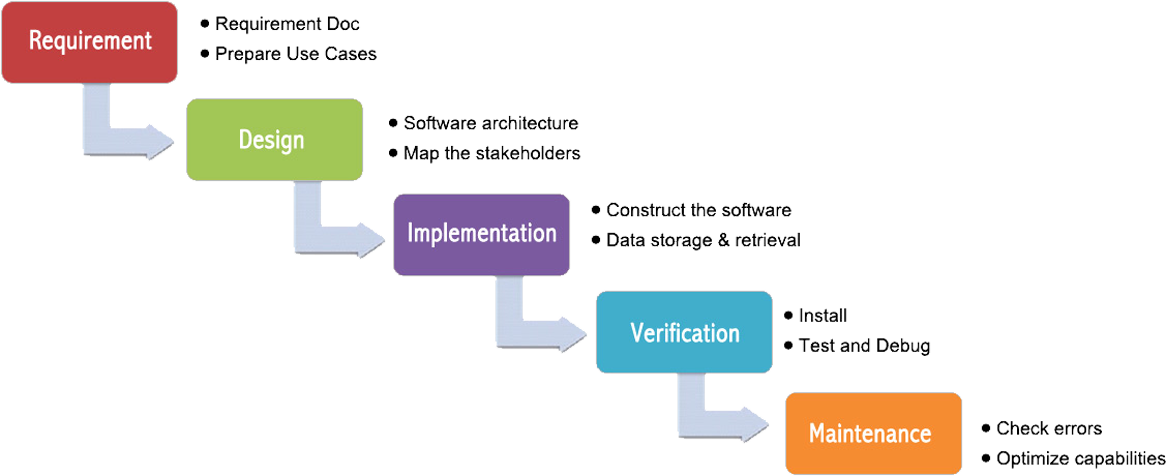 Requirement
• Requirement Doc
• Prepare Use Cases
Design
• Software architecture
• Map the stakeholders
Implementation
• Construct the software
• Data storage & retrieval
Verification
• Install
• Test and Debug
Maintenance
• Check errors
• Optimize capabilities